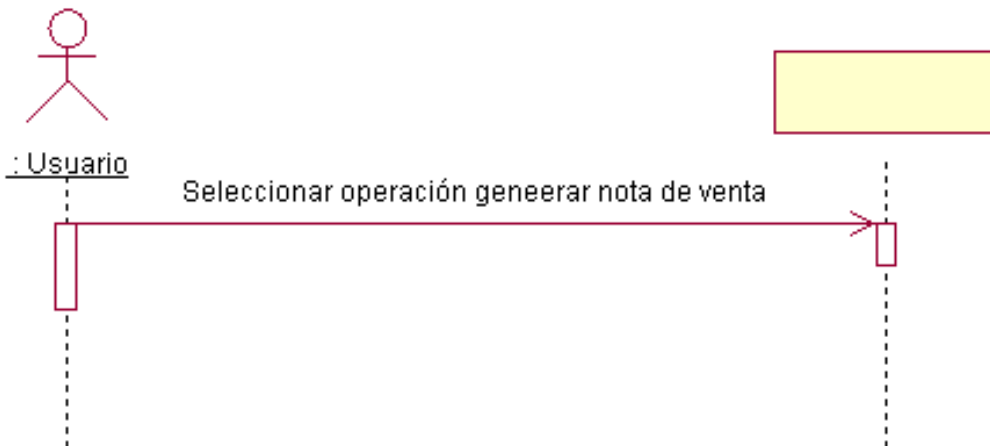 : Usuario
Seleccionar operación geneerar nota de venta